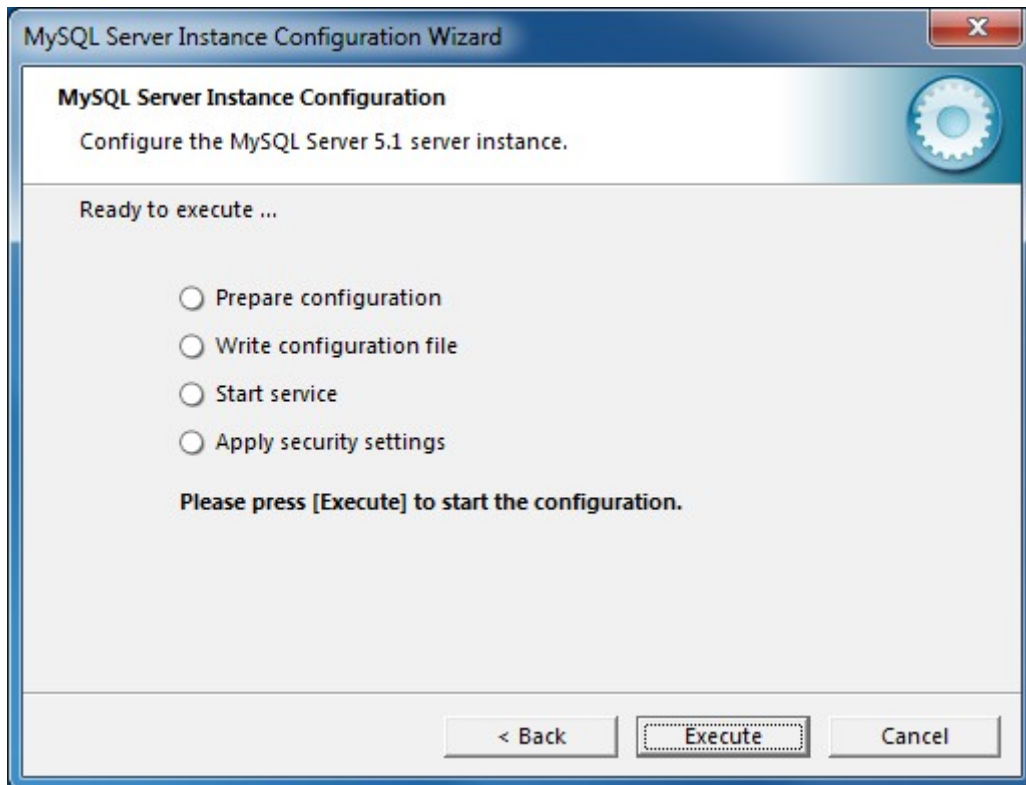 MySQL Server Instance Configuration Wizard
MySQL Server Instance Configuration
Configure the MySQL Server 5.1 server instance.
Ready to execute ...
Prepare configuration
Write configuration file
Start service
Apply security settings
Please press [Execute] to start the configuration.
< Back
Execute
Cancel